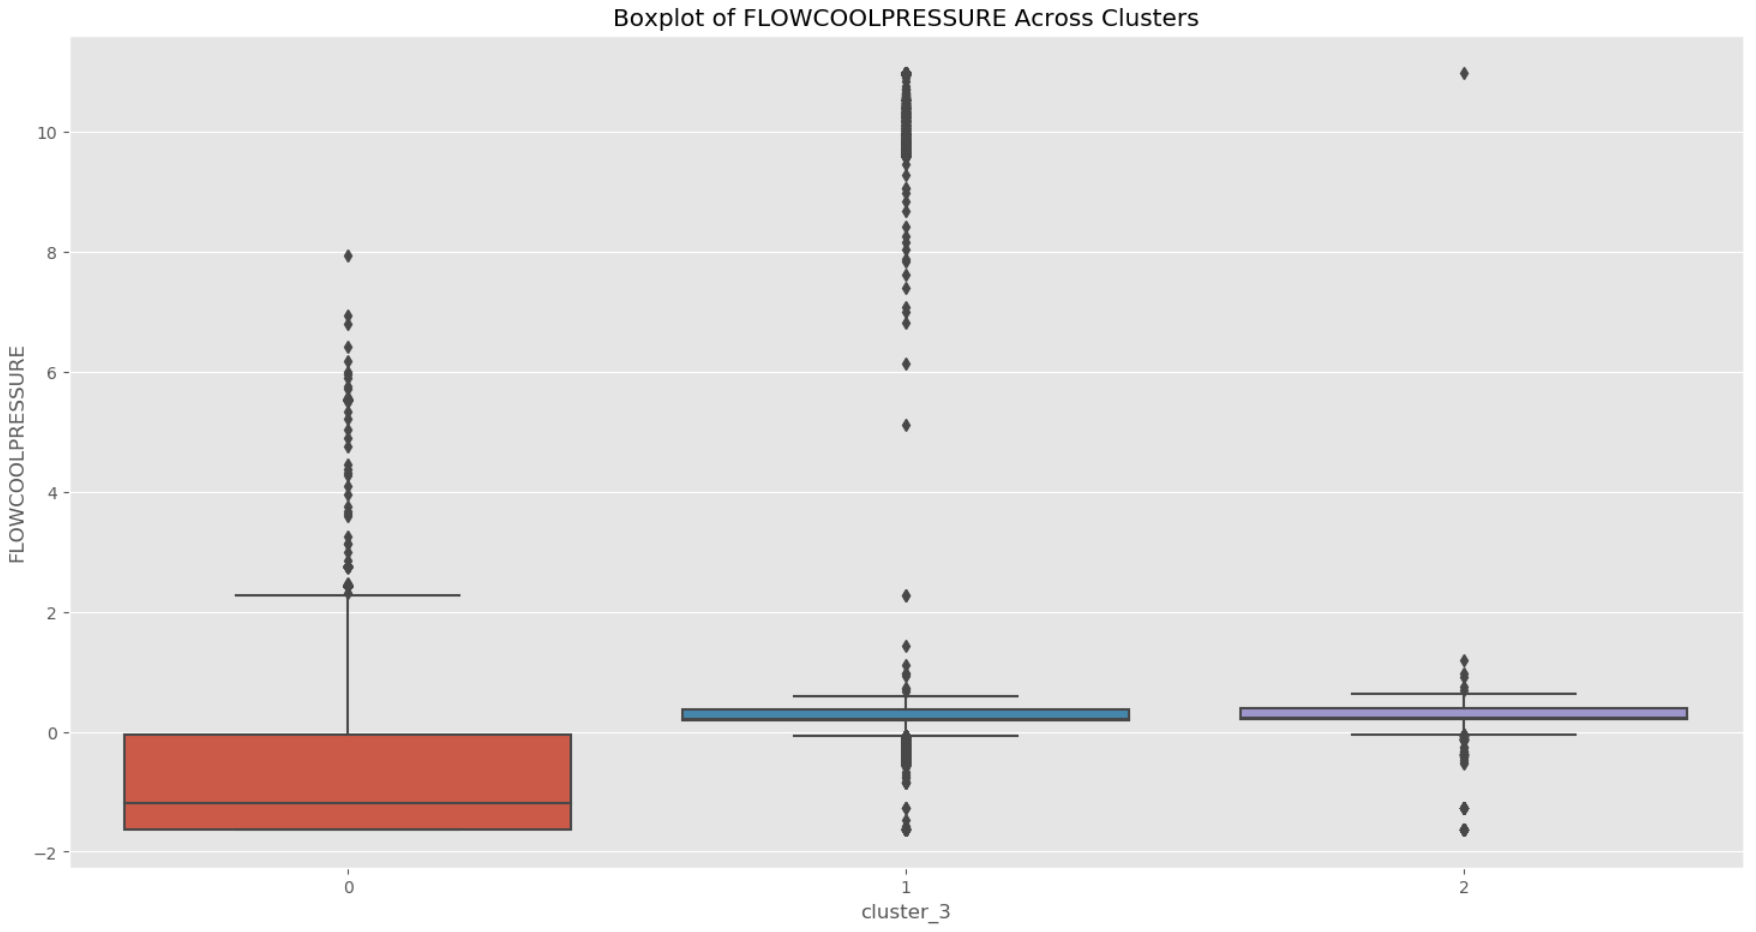 Boxplot of FLOWCOOLPRESSURE Across Clusters
FLOWCOOLPRESSURE
10
8
6
4
2
0
−2
0 1 2
cluster_3